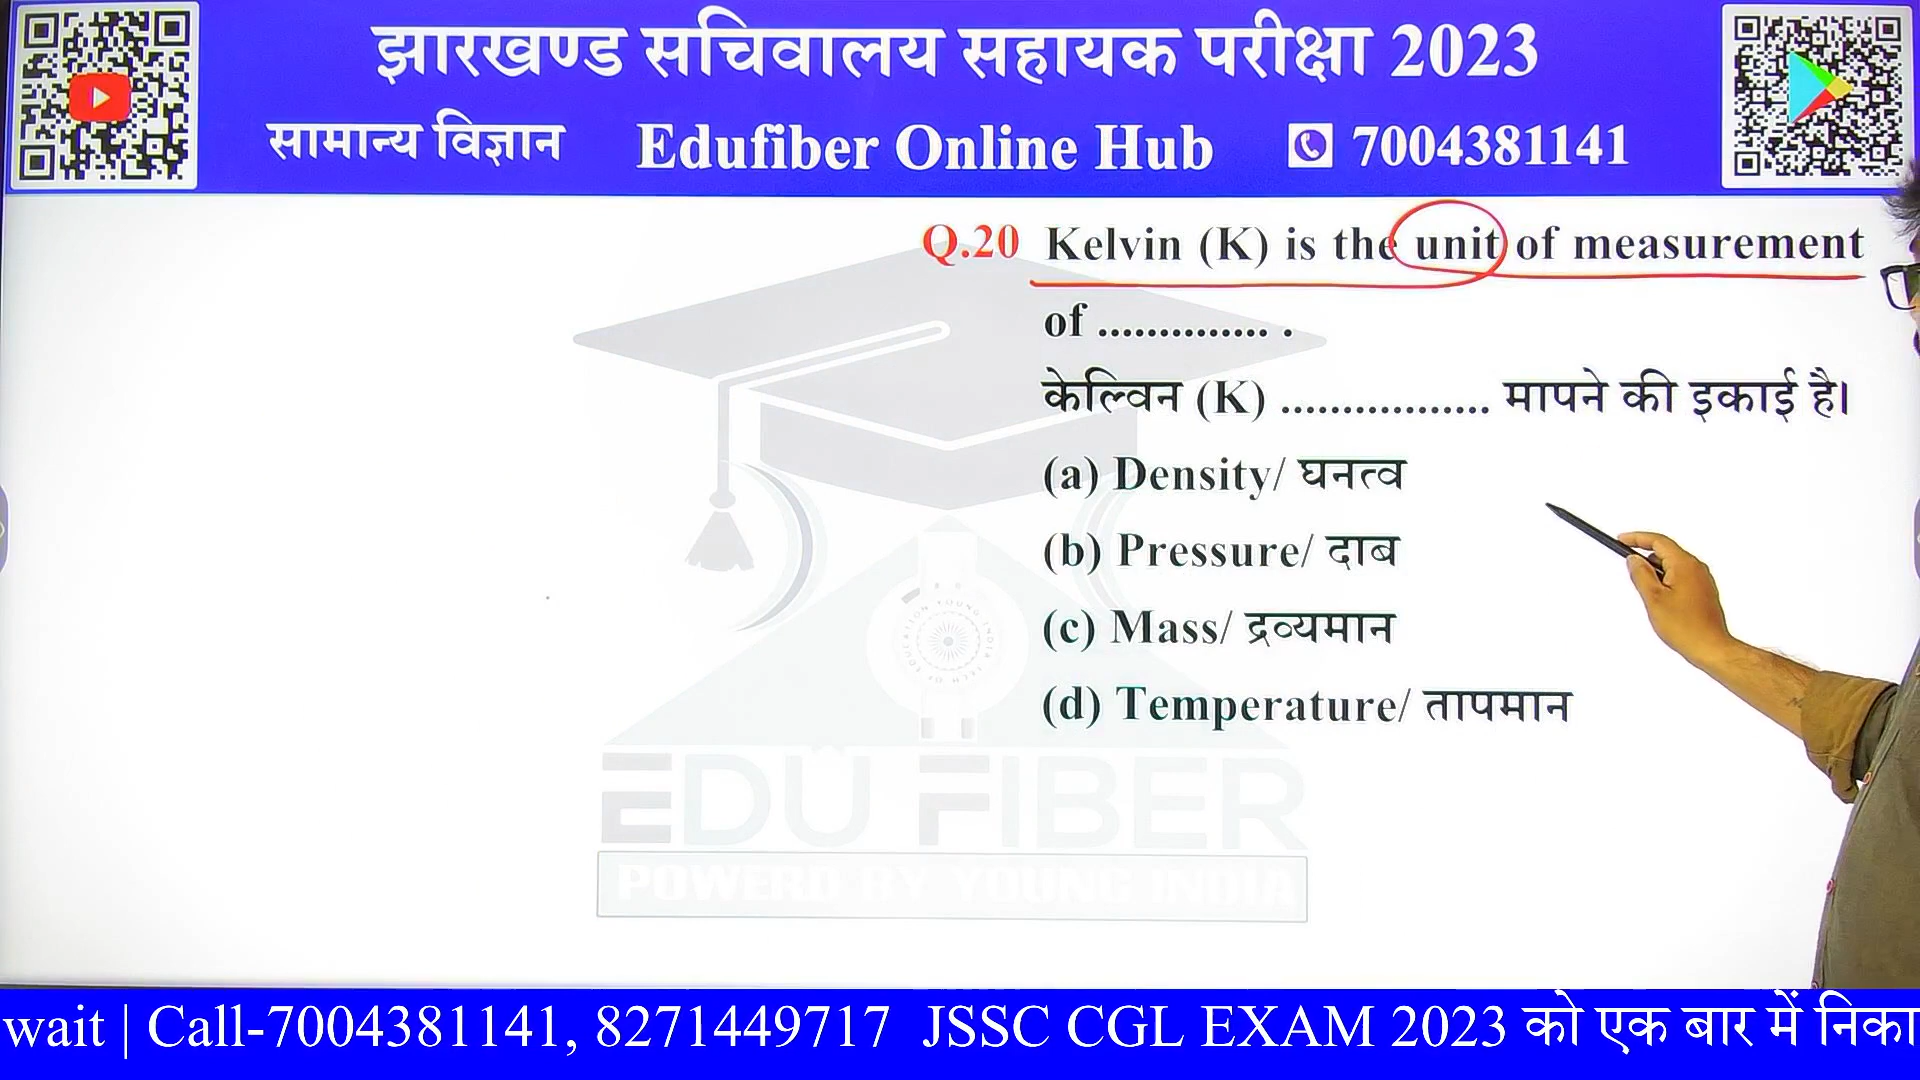 झारखण्ड सचिवालय सहायक परीक्षा 2023
सामान्य विज्ञान Edufiber Online Hub 7004381141
Q.20 Kelvin (K) is the unit of measurement
of .............. .
केल्विन (K) ................. मापने की इकाई है।
(a) Density/ घनत्व
(b) Pressure/ दाब
(c) Mass/ द्रव्यमान
(d) Temperature/ तापमान
EDU FIBER
POWERD BY YOUNG INDIA
wait | Call-7004381141, 8271449717 JSSC CGL EXAM 2023 को एक बार में निका